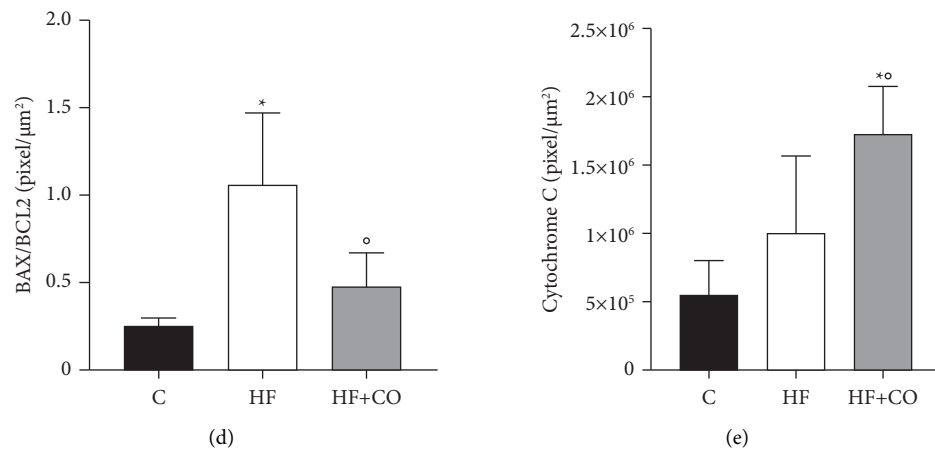 BAX/BCL2 (pixel/μm²)
2.0
1.5
1.0
0.5
0
*
°
C
HF
HF+CO
(d)
Cytochrome C (pixel/μm²)
2.5×10⁶
2×10⁶
1.5×10⁶
1×10⁶
5×10⁵
0
*°
C
HF
HF+CO
(e)